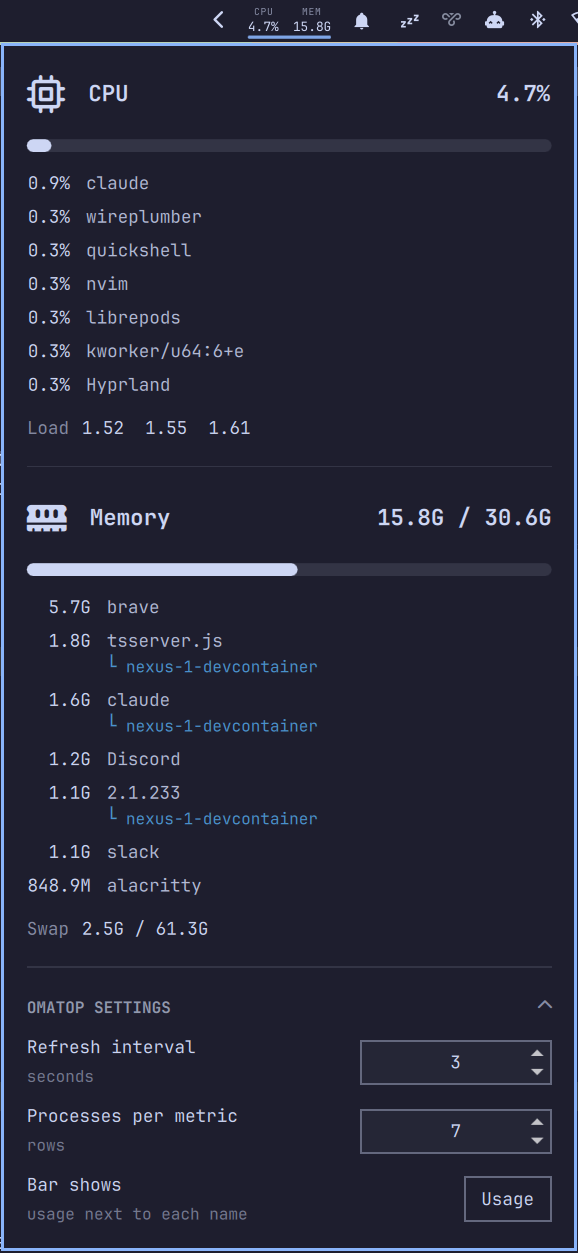 CPU MEM
4.7% 15.8G
zzz
CPU 4.7%
0.9% claude
0.3% wireplumber
0.3% quickshell
0.3% nvim
0.3% librepods
0.3% kworker/u64:6+e
0.3% Hyprland
Load 1.52 1.55 1.61
Memory 15.8G / 30.6G
5.7G brave
1.8G tsserver.js
└ nexus-1-devcontainer
1.6G claude
└ nexus-1-devcontainer
1.2G Discord
1.1G 2.1.233
└ nexus-1-devcontainer
1.1G slack
848.9M alacritty
Swap 2.5G / 61.3G
OMATOP SETTINGS
Refresh interval
seconds
3
Processes per metric
rows
7
Bar shows
usage next to each name
Usage